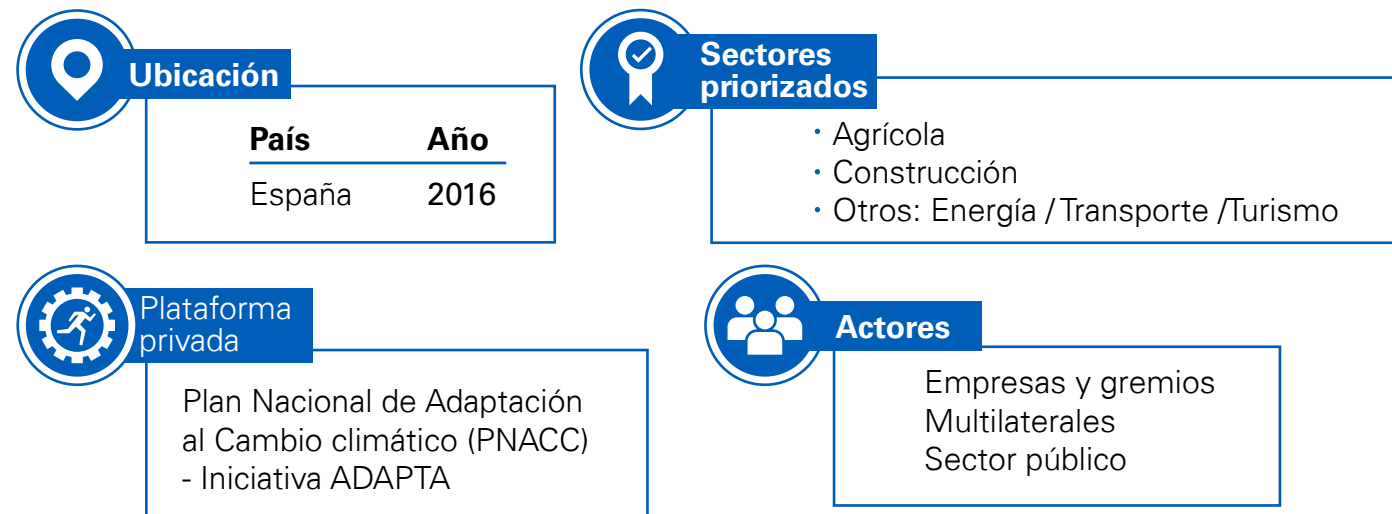 Ubicación
País Año
España 2016
Sectores
priorizados
· Agrícola
· Construcción
· Otros: Energía / Transporte /Turismo
Plataforma
privada
Plan Nacional de Adaptación
al Cambio climático (PNACC)
- Iniciativa ADAPTA
Actores
Empresas y gremios
Multilaterales
Sector público